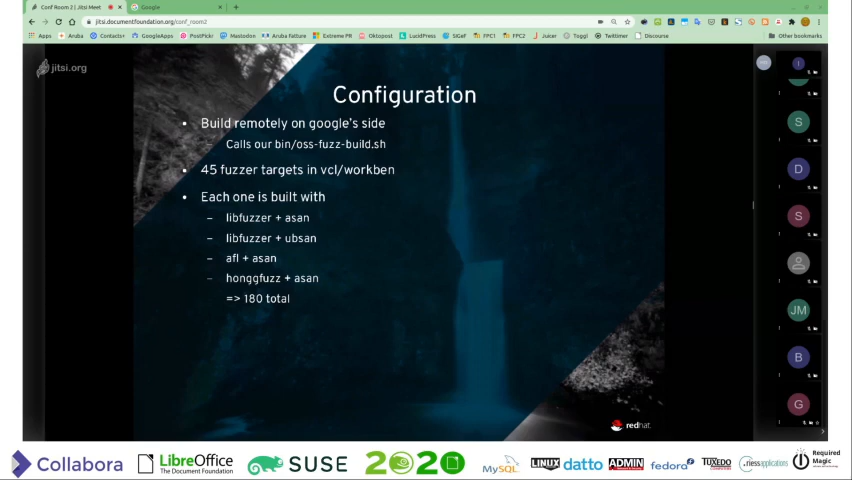 Conf Room 2 | Jitsi Meet
Google
jitsi.documentfoundation.org/conf_room2
Apps
Aruba
Contacts+
GoogleApps
PostFickr
Mastodon
Aruba Fatture
Extreme PR
Oktopost
LucidPress
SIGeF
FPC1
FPC2
Juicer
Toggl
Twittimer
Discourse
Other bookmarks
jitsi.org
Configuration
• Build remotely on google's side
Calls our bin/oss-fuzz-build.sh
• 45 fuzzer targets in vcl/workben
• Each one is built with
– libfuzzer + asan
– libfuzzer + ubsan
– afl + asan
– honggfuzz + asan
=> 180 total
redhat.
I
S
D
S
JM
B
G
Collabora
LibreOffice
The Document Foundation
SUSE
2020
MySQL
LINUX
datto
ADMIN
fedora
TUXEDO
riessapplications
Required
Magic